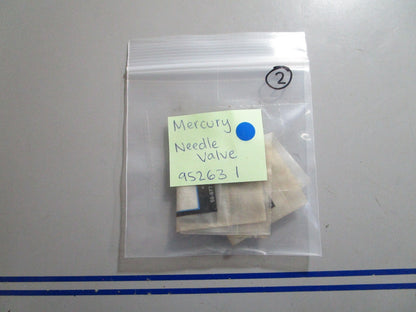 2
Mercury
Needle
Valve
95263 1